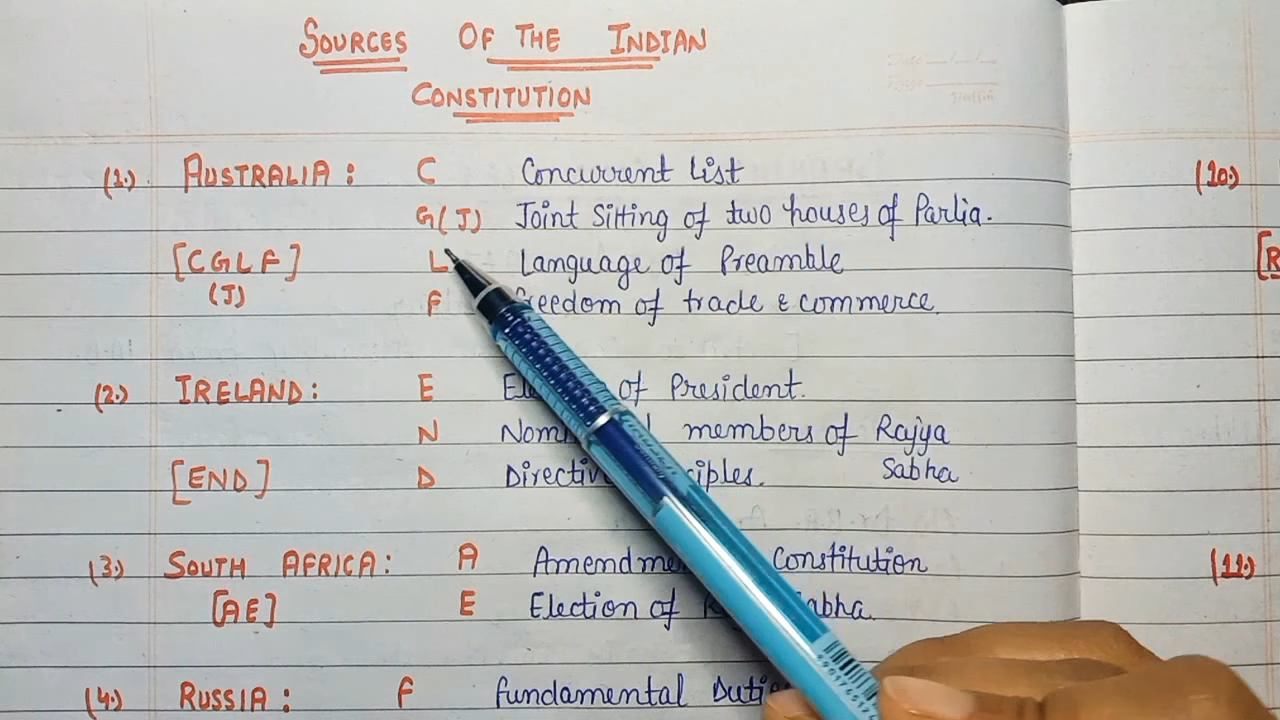 SOURCES OF THE INDIAN
CONSTITUTION
(1.) AUSTRALIA : C Concurrent list
G(J) Joint Sitting of two houses of Parlia.
[CGLF] L Language of Preamble
(J) F Freedom of trade & commerce.
(2.) IRELAND : E of President.
N members of Rajya
Sabha
[END] D
(3.) SOUTH AFRICA : A Constitution
[AE] E Election of
(4.) RUSSIA : F Fundamental
(10.)
[R
(11.)